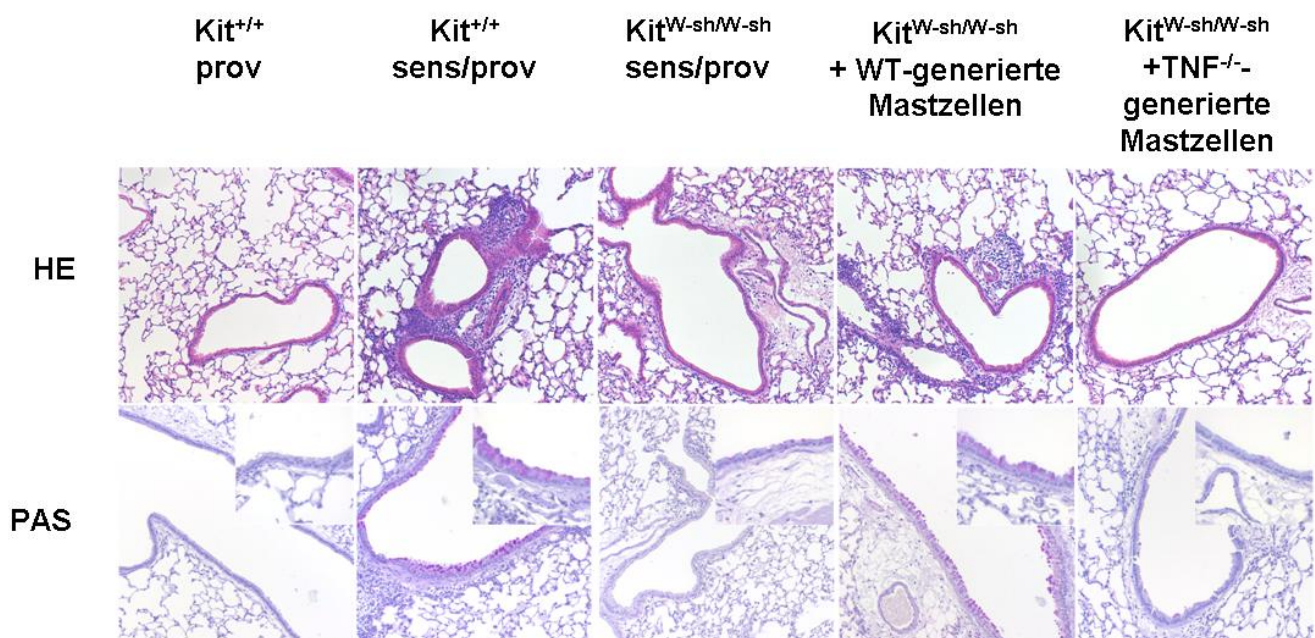 Kit+/+
prov
Kit+/+
sens/prov
KitW-sh/W-sh
sens/prov
KitW-sh/W-sh
+ WT-generierte
Mastzellen
KitW-sh/W-sh
+TNF-/--
generierte
Mastzellen
HE
PAS